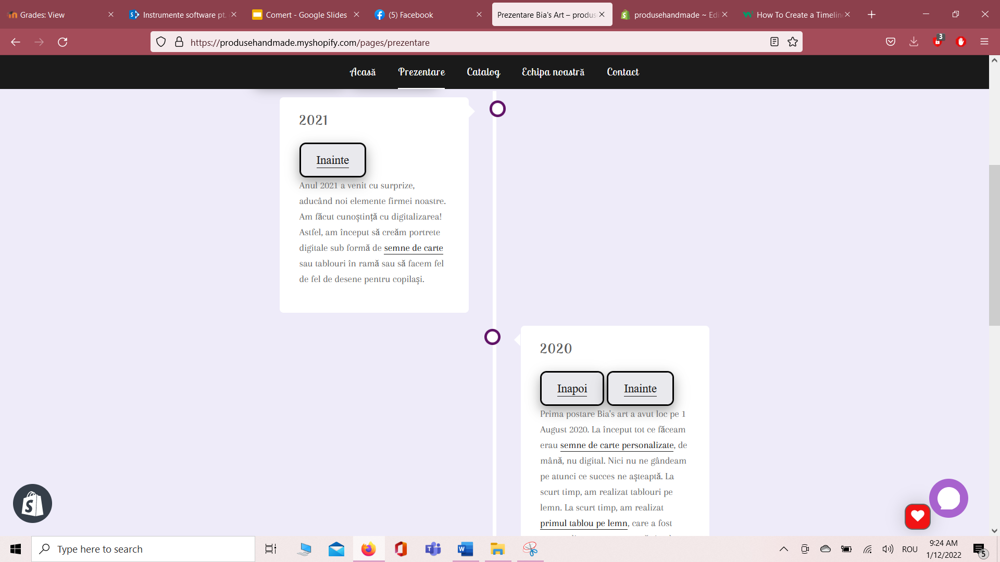 Grades: View
Instrumente software pt.
Comert - Google Slides
(5) Facebook
Prezentare Bia's Art – produs
produsehandmade ~ Edi
How To Create a Timelin
https://produsehandmade.myshopify.com/pages/prezentare
3
Acasă
Prezentare
Catalog
Echipa noastră
Contact
2021
Inainte
Anul 2021 a venit cu surprize,
aducând noi elemente firmei noastre.
Am făcut cunoștință cu digitalizarea!
Astfel, am început să creăm portrete
digitale sub formă de semne de carte
sau tablouri în ramă sau să facem fel
de fel de desene pentru copilași.
2020
Inapoi
Inainte
Prima postare Bia's art a avut loc pe 1
August 2020. La început tot ce făceam
erau semne de carte personalizate, de
mână, nu digital. Nici nu ne gândeam
pe atunci ce succes ne așteaptă. La
scurt timp, am realizat tablouri pe
lemn. La scurt timp, am realizat
primul tablou pe lemn, care a fost
Type here to search
ROU
9:24 AM
1/12/2022
5